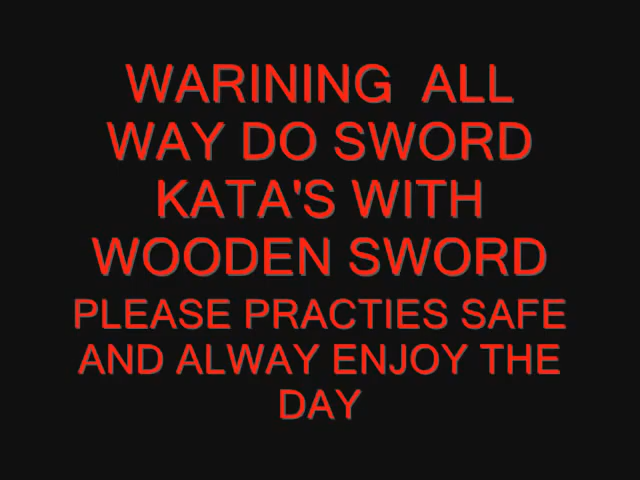 WARINING  ALL
WAY DO SWORD
KATA'S WITH
WOODEN SWORD
PLEASE PRACTIES SAFE
AND ALWAY ENJOY THE
DAY